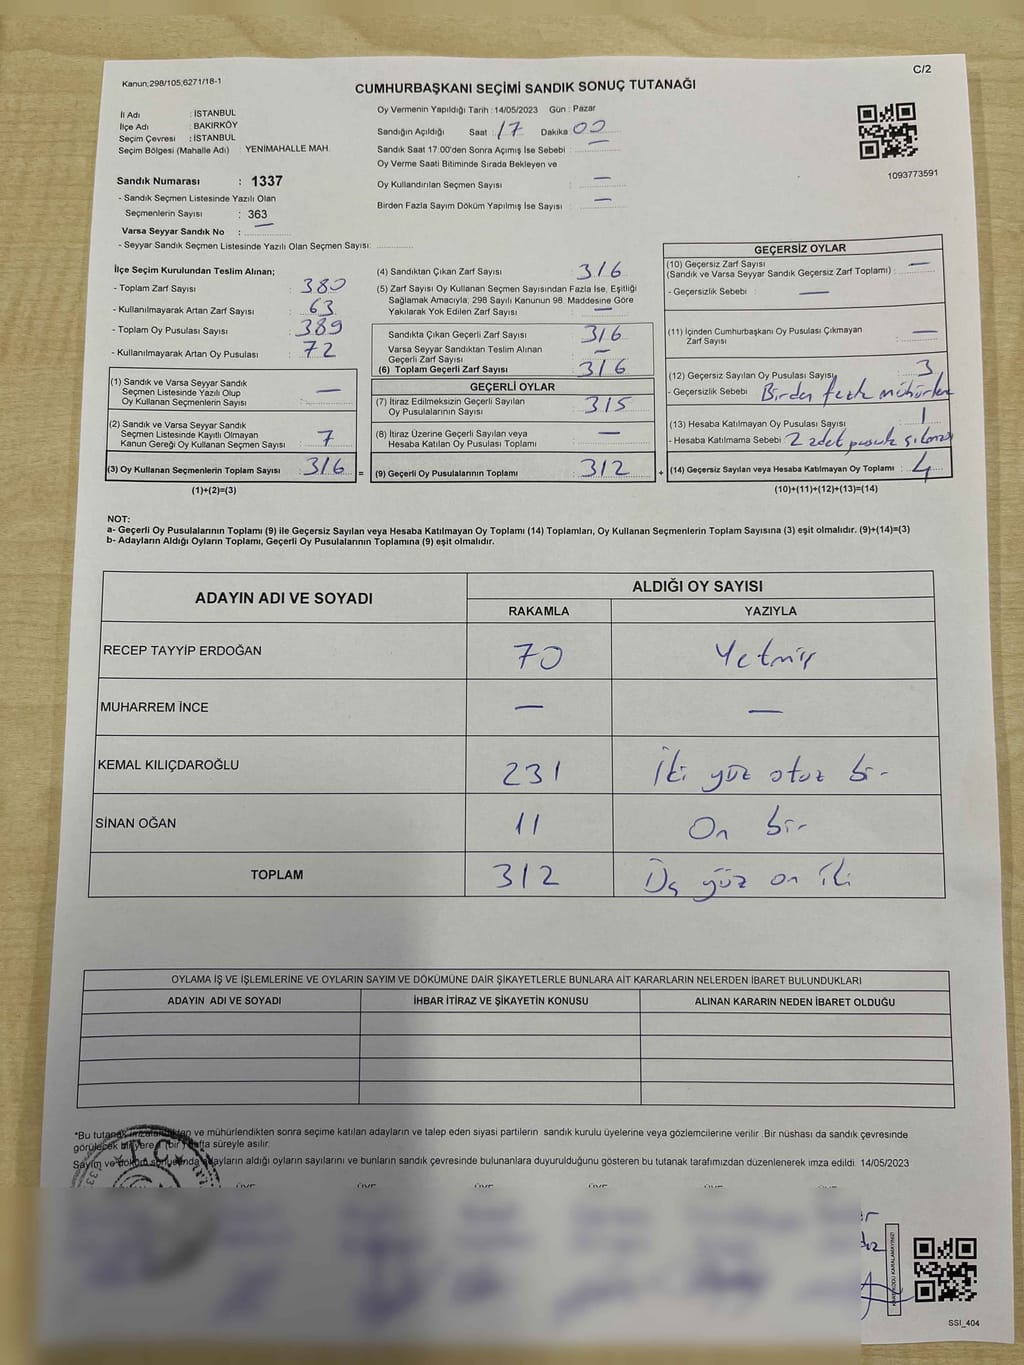 C/2
Kanun;298/105,6271/18-1
CUMHURBAŞKANI SEÇİMİ SANDIK SONUÇ TUTANAĞI
İl Adı : İSTANBUL
İlçe Adı : BAKIRKÖY
Seçim Çevresi : İSTANBUL
Seçim Bölgesi (Mahalle Adı) : YENİMAHALLE MAH.
Sandık Numarası : 1337
- Sandık Seçmen Listesinde Yazılı Olan
Seçmenlerin Sayısı : 363
Varsa Seyyar Sandık No : —
- Seyyar Sandık Seçmen Listesinde Yazılı Olan Seçmen Sayısı:
Oy Vermenin Yapıldığı Tarih : 14/05/2023 Gün : Pazar
Sandığın Açıldığı Saat : 17 Dakika : 00
Sandık Saat 17:00'den Sonra Açımış İse Sebebi : —
Oy Verme Saati Bitiminde Sırada Bekleyen ve
Oy Kullandırılan Seçmen Sayısı : —
Birden Fazla Sayım Döküm Yapılmış İse Sayısı : —
1093773591
İlçe Seçim Kurulundan Teslim Alınan;
- Toplam Zarf Sayısı : 380
- Kullanılmayarak Artan Zarf Sayısı : 63
- Toplam Oy Pusulası Sayısı : 389
- Kullanılmayarak Artan Oy Pusulası : 72
(1) Sandık ve Varsa Seyyar Sandık
Seçmen Listesinde Yazılı Olup
Oy Kullanan Seçmenlerin Sayısı : —
(2) Sandık ve Varsa Seyyar Sandık
Seçmen Listesinde Kayıtlı Olmayan
Kanun Gereği Oy Kullanan Seçmen Sayısı : 7
(3) Oy Kullanan Seçmenlerin Toplam Sayısı : 316 =
(1)+(2)=(3)
(4) Sandıktan Çıkan Zarf Sayısı : 316
(5) Zarf Sayısı Oy Kullanan Seçmen Sayısından Fazla İse, Eşitliği
Sağlamak Amacıyla; 298 Sayılı Kanunun 98. Maddesine Göre
Yakılarak Yok Edilen Zarf Sayısı : —
Sandıkta Çıkan Geçerli Zarf Sayısı : 316
Varsa Seyyar Sandıktan Teslim Alınan
Geçerli Zarf Sayısı : —
(6) Toplam Geçerli Zarf Sayısı : 316
GEÇERLİ OYLAR
(7) İtiraz Edilmeksizin Geçerli Sayılan
Oy Pusulalarının Sayısı : 315
(8) İtiraz Üzerine Geçerli Sayılan veya
Hesaba Katılan Oy Pusulası Toplamı : —
(9) Geçerli Oy Pusulalarının Toplamı : 312 +
GEÇERSİZ OYLAR
(10) Geçersiz Zarf Sayısı
(Sandık ve Varsa Seyyar Sandık Geçersiz Zarf Toplamı) : —
- Geçersizlik Sebebi : —
(11) İçinden Cumhurbaşkanı Oy Pusulası Çıkmayan
Zarf Sayısı : —
(12) Geçersiz Sayılan Oy Pusulası Sayısı : 3
- Geçersizlik Sebebi : Birden fazla mühürleme
(13) Hesaba Katılmayan Oy Pusulası Sayısı : 1
- Hesaba Katılmama Sebebi : 2 adet pusula
(14) Geçersiz Sayılan veya Hesaba Katılmayan Oy Toplamı : 4
(10)+(11)+(12)+(13)=(14)
NOT:
a- Geçerli Oy Pusulalarının Toplamı (9) ile Geçersiz Sayılan veya Hesaba Katılmayan Oy Toplamı (14) Toplamları, Oy Kullanan Seçmenlerin Toplam Sayısına (3) eşit olmalıdır. (9)+(14)=(3)
b- Adayların Aldığı Oyların Toplamı, Geçerli Oy Pusulalarının Toplamına (9) eşit olmalıdır.
ADAYIN ADI VE SOYADI ALDIĞI OY SAYISI
RAKAMLA YAZIYLA
RECEP TAYYİP ERDOĞAN 70 Yetmiş
MUHARREM İNCE — —
KEMAL KILIÇDAROĞLU 231 İki yüz otuz bir
SİNAN OĞAN 11 On bir
TOPLAM 312 Üç yüz on iki
OYLAMA İŞ VE İŞLEMLERİNE VE OYLARIN SAYIM VE DÖKÜMÜNE DAİR ŞİKAYETLERLE BUNLARA AİT KARARLARIN NELERDEN İBARET BULUNDUKLARI
ADAYIN ADI VE SOYADI İHBAR İTİRAZ VE ŞİKAYETİN KONUSU ALINAN KARARIN NEDEN İBARET OLDUĞU
*Bu tutanak imzalandıktan ve mühürlendikten sonra seçime katılan adayların ve talep eden siyasi partilerin sandık kurulu üyelerine veya gözlemcilerine verilir .Bir nüshası da sandık çevresinde
görülecek bir yere 1 (bir) hafta süreyle asılır.
Sayım ve döküm sonucunda adayların aldığı oyların sayılarını ve bunların sandık çevresinde bulunanlara duyurulduğunu gösteren bu tutanak tarafımızdan düzenlenerek imza edildi. 14/05/2023
T.C.
ÜYE ÜYE ÜYE ÜYE ÜYE ÜYE
KAREKODU KARALAMAYINIZ!
SSI_404